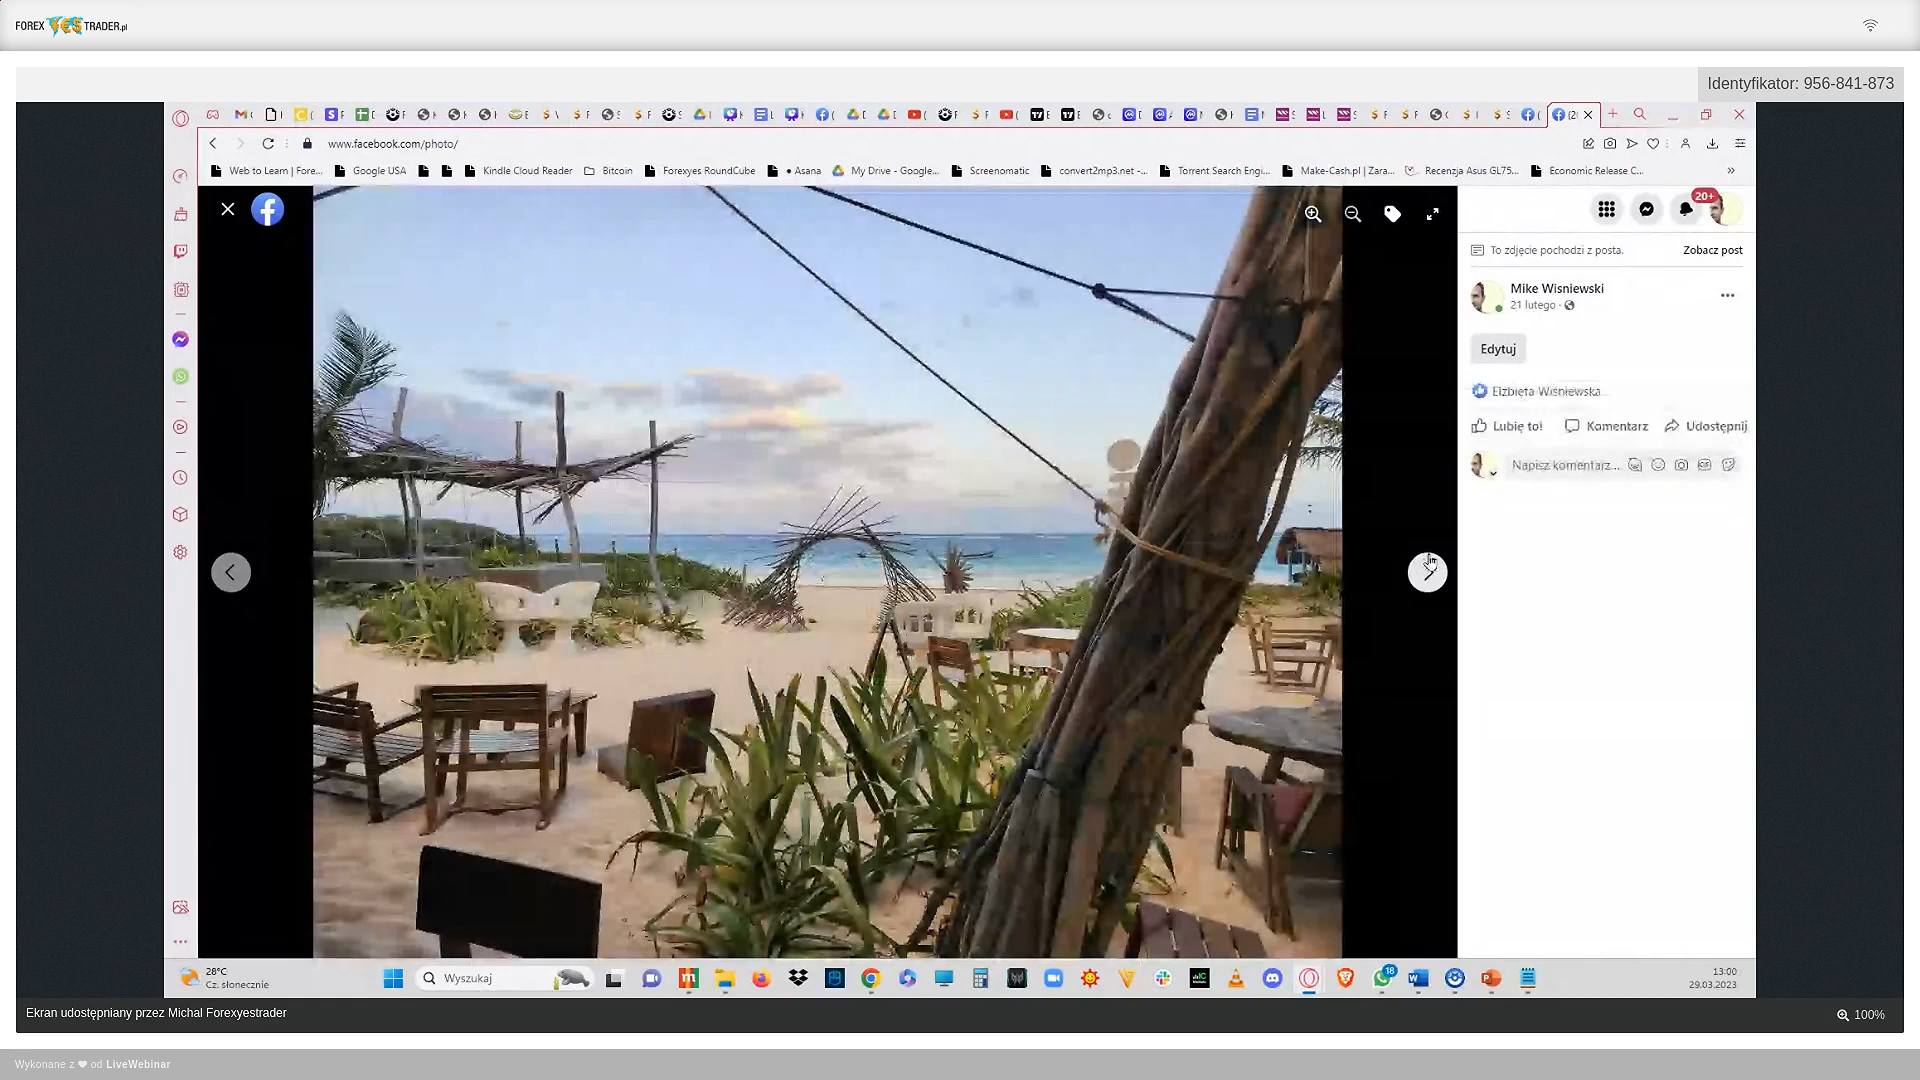 FOREX YES TRADER.pl
Identyfikator: 956-841-873
www.facebook.com/photo/
Web to Learn | Fore...
Google USA
Kindle Cloud Reader
Bitcoin
Forexyes RoundCube
• Asana
My Drive - Google...
Screenomatic
convert2mp3.net -...
Torrent Search Engi...
Make-Cash.pl | Zara...
Recenzja Asus GL75...
Economic Release C...
20+
To zdjęcie pochodzi z posta.
Zobacz post
Mike Wisniewski
21 lutego ·
Edytuj
Elżbieta Wiśniewska
Lubię to!
Komentarz
Udostępnij
Napisz komentarz...
28°C
Cz. słonecznie
Wyszukaj
18
13:00
29.03.2023
Ekran udostępniany przez Michal Forexyestrader
100%
Wykonane z ❤ od LiveWebinar